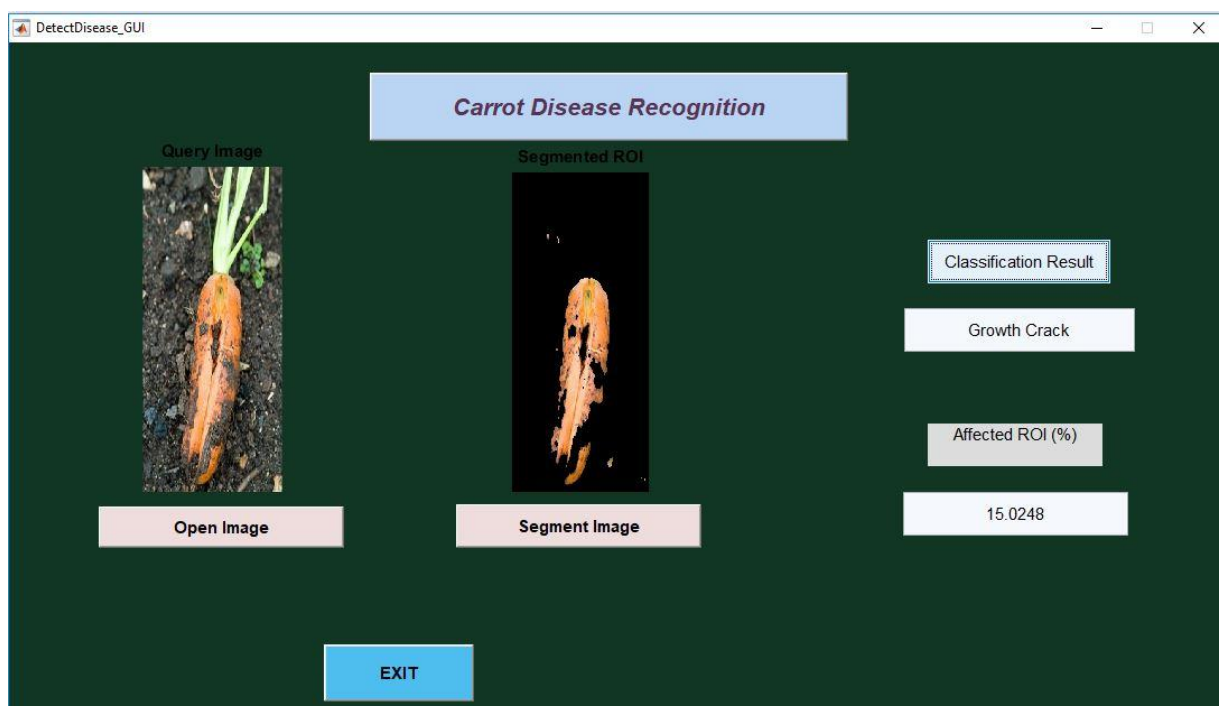 DetectDisease_GUI
Carrot Disease Recognition
Query Image
Segmented ROI
Classification Result
Growth Crack
Affected ROI (%)
15.0248
Open Image
Segment Image
EXIT